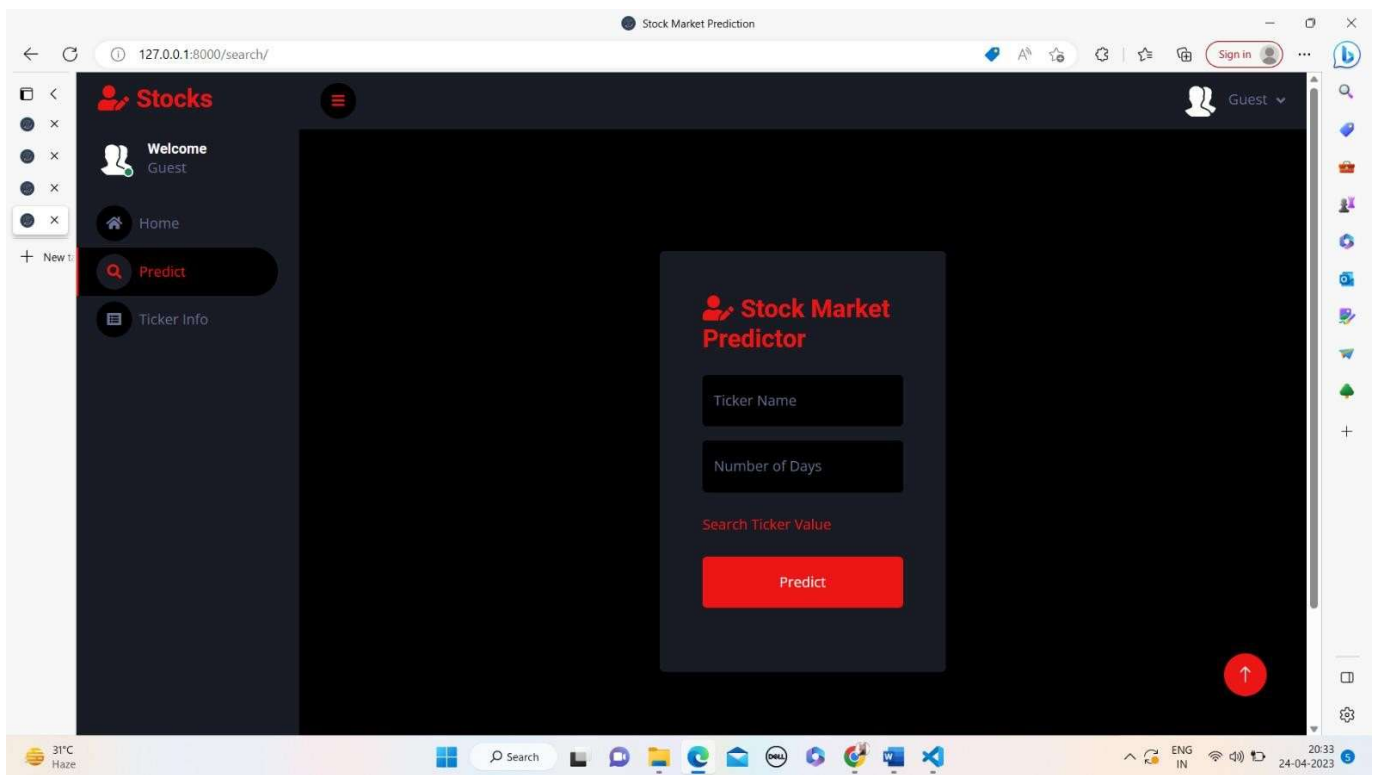 Stock Market Prediction
127.0.0.1:8000/search/
Sign in
Stocks
Guest
Welcome
Guest
Home
New t
Predict
Ticker Info
Stock Market
Predictor
Ticker Name
Number of Days
Search Ticker Value
Predict
31°C
Haze
Search
DELL
W
ENG
IN
20:33
24-04-2023
5